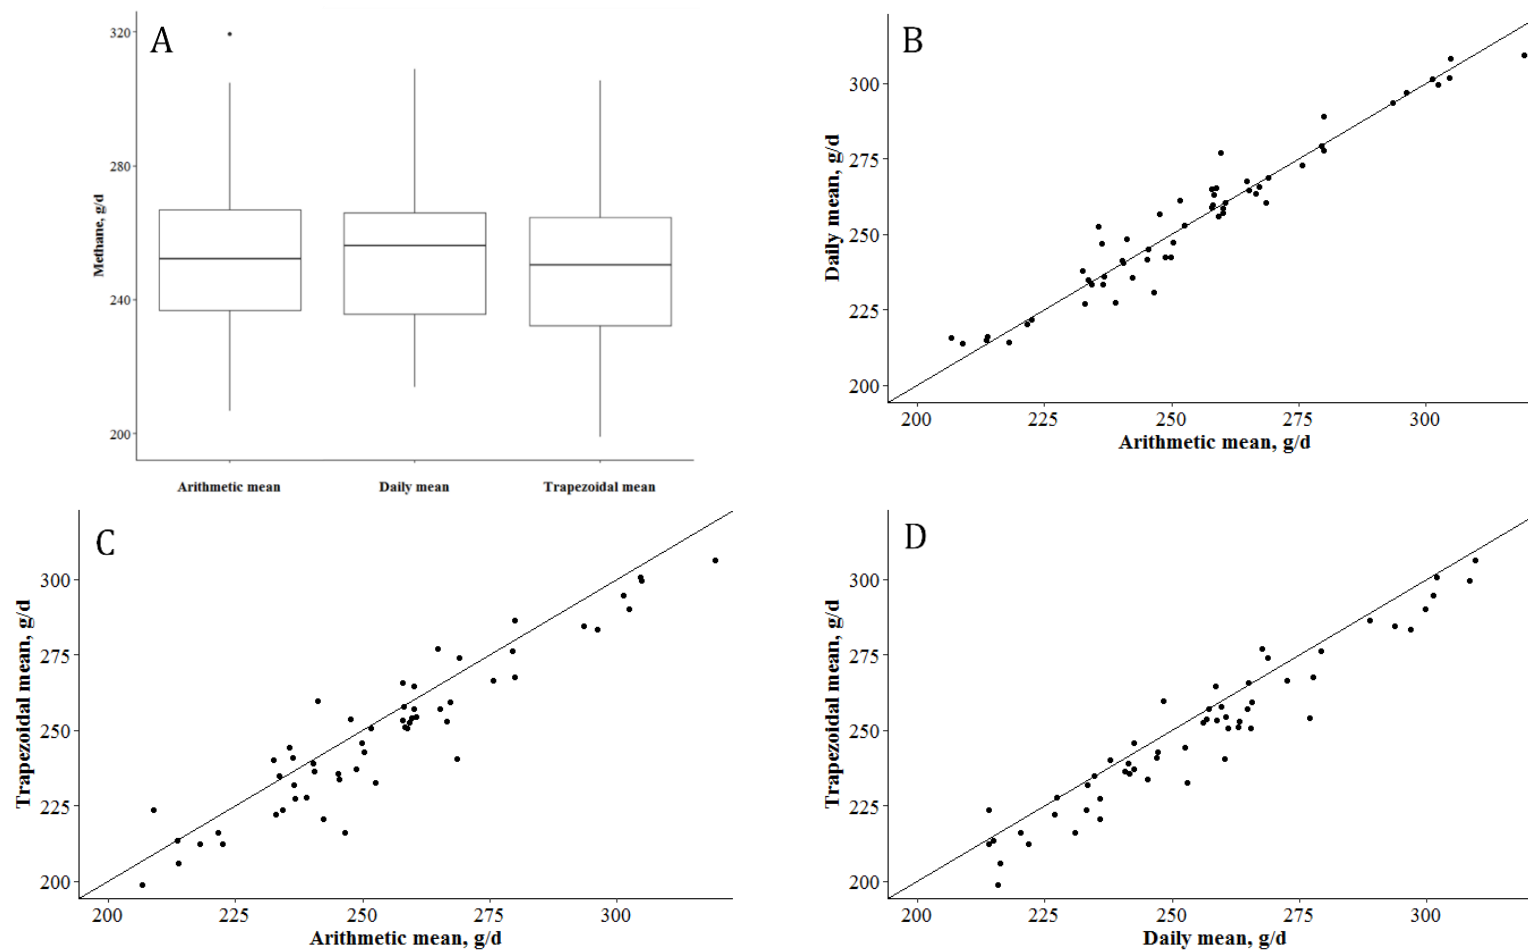 A
320
280
240
200
Methane, g/d
Arithmetic mean
Daily mean
Trapezoidal mean
B
300
275
250
225
200
Daily mean, g/d
200
225
250
275
300
Arithmetic mean, g/d
C
300
275
250
225
200
Trapezoidal mean, g/d
200
225
250
275
300
Arithmetic mean, g/d
D
300
275
250
225
200
Trapezoidal mean, g/d
200
225
250
275
300
Daily mean, g/d